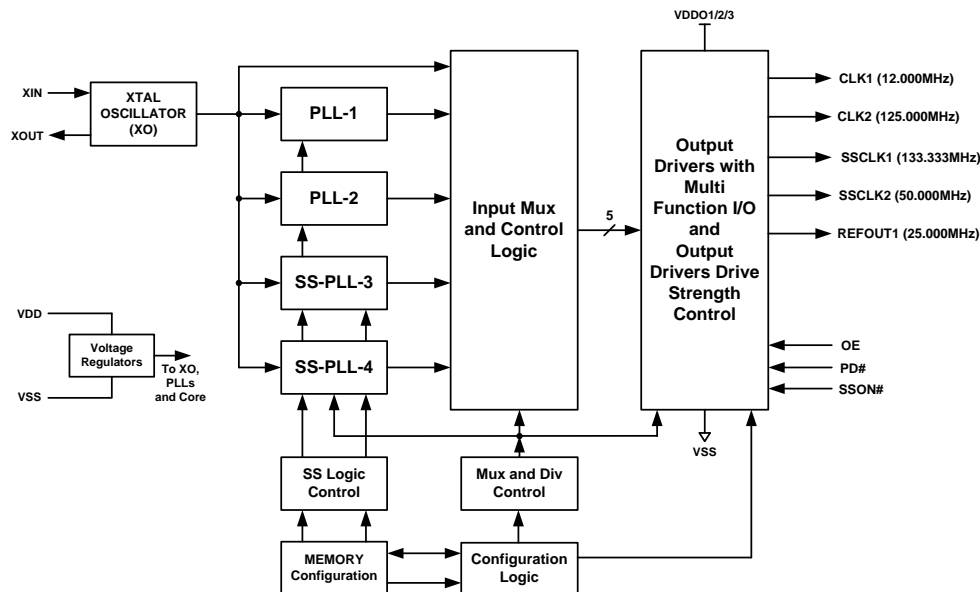 VDDO1/2/3
XIN
XOUT
XTAL
OSCILLATOR
(XO)
PLL-1
PLL-2
SS-PLL-3
SS-PLL-4
Input Mux
and Control
Logic
5
Output
Drivers with
Multi
Function I/O
and
Output
Drivers Drive
Strength
Control
CLK1 (12.000MHz)
CLK2 (125.000MHz)
SSCLK1 (133.333MHz)
SSCLK2 (50.000MHz)
REFOUT1 (25.000MHz)
OE
PD#
SSON#
VDD
Voltage
Regulators
VSS
To XO,
PLLs
and Core
VSS
SS Logic
Control
Mux and Div
Control
MEMORY
Configuration
Configuration
Logic